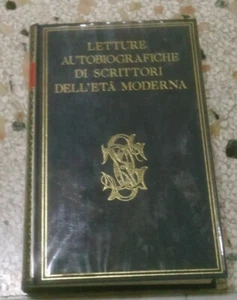 LETTURE
AUTOBIOGRAFICHE
DI SCRITTORI
DELL'ETÀ MODERNA